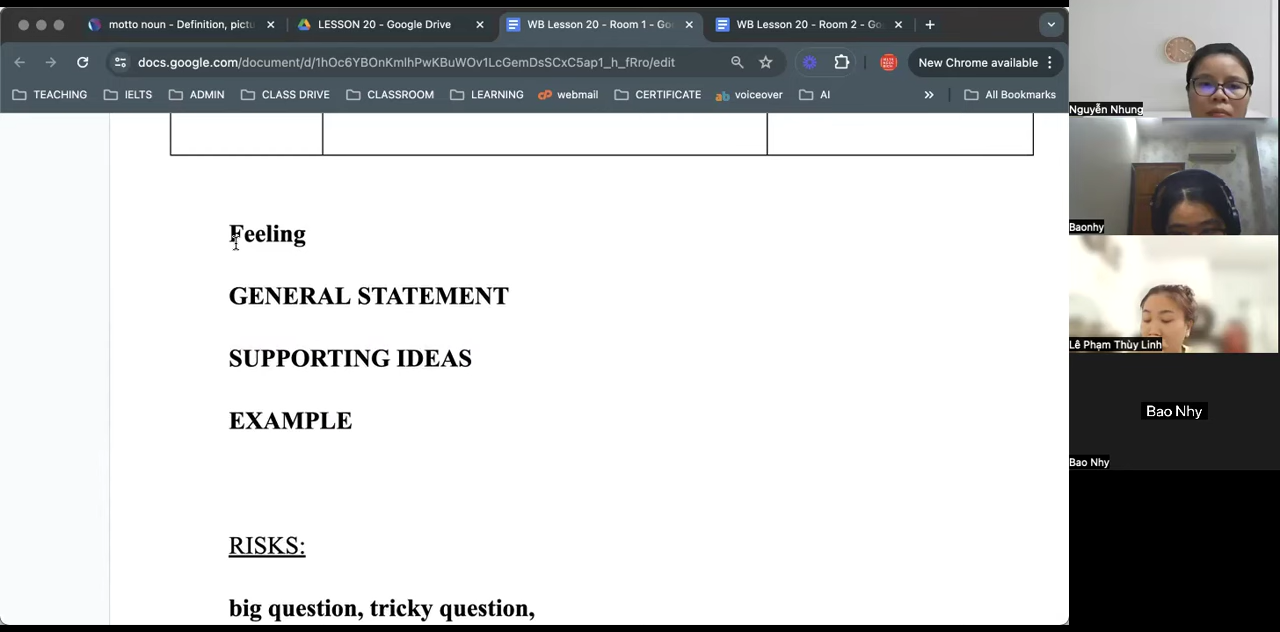 motto noun - Definition, pictu
LESSON 20 - Google Drive
WB Lesson 20 - Room 1 - Go
WB Lesson 20 - Room 2 - Go
docs.google.com/document/d/1hOc6YBOnKmlhPwKBuWOv1LcGemDsSCxC5ap1_h_fRro/edit
New Chrome available
TEACHING
IELTS
ADMIN
CLASS DRIVE
CLASSROOM
LEARNING
webmail
CERTIFICATE
voiceover
AI
All Bookmarks
Feeling
GENERAL STATEMENT
SUPPORTING IDEAS
EXAMPLE
RISKS:
big question, tricky question,
Nguyễn Nhung
Baonhy
Lê Phạm Thùy Linh
Bao Nhy
Bao Nhy